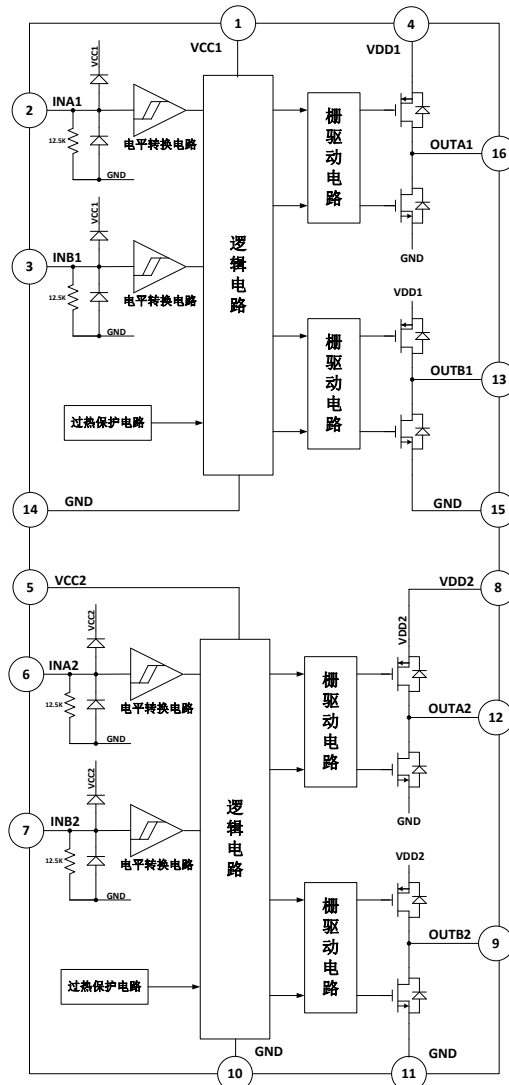 1
4
VCC1
VDD1
VCC1
2
INA1
12.5K
电平转换电路
GND
栅驱动电路
OUTA1
16
GND
VCC1
3
INB1
12.5K
电平转换电路
GND
逻辑电路
VDD1
栅驱动电路
OUTB1
13
过热保护电路
14
GND
GND
15
5
VCC2
VDD2
8
VCC2
VDD2
6
INA2
12.5K
电平转换电路
GND
栅驱动电路
OUTA2
12
GND
VCC2
7
INB2
12.5K
电平转换电路
GND
逻辑电路
VDD2
栅驱动电路
OUTB2
9
过热保护电路
GND
10
GND
11